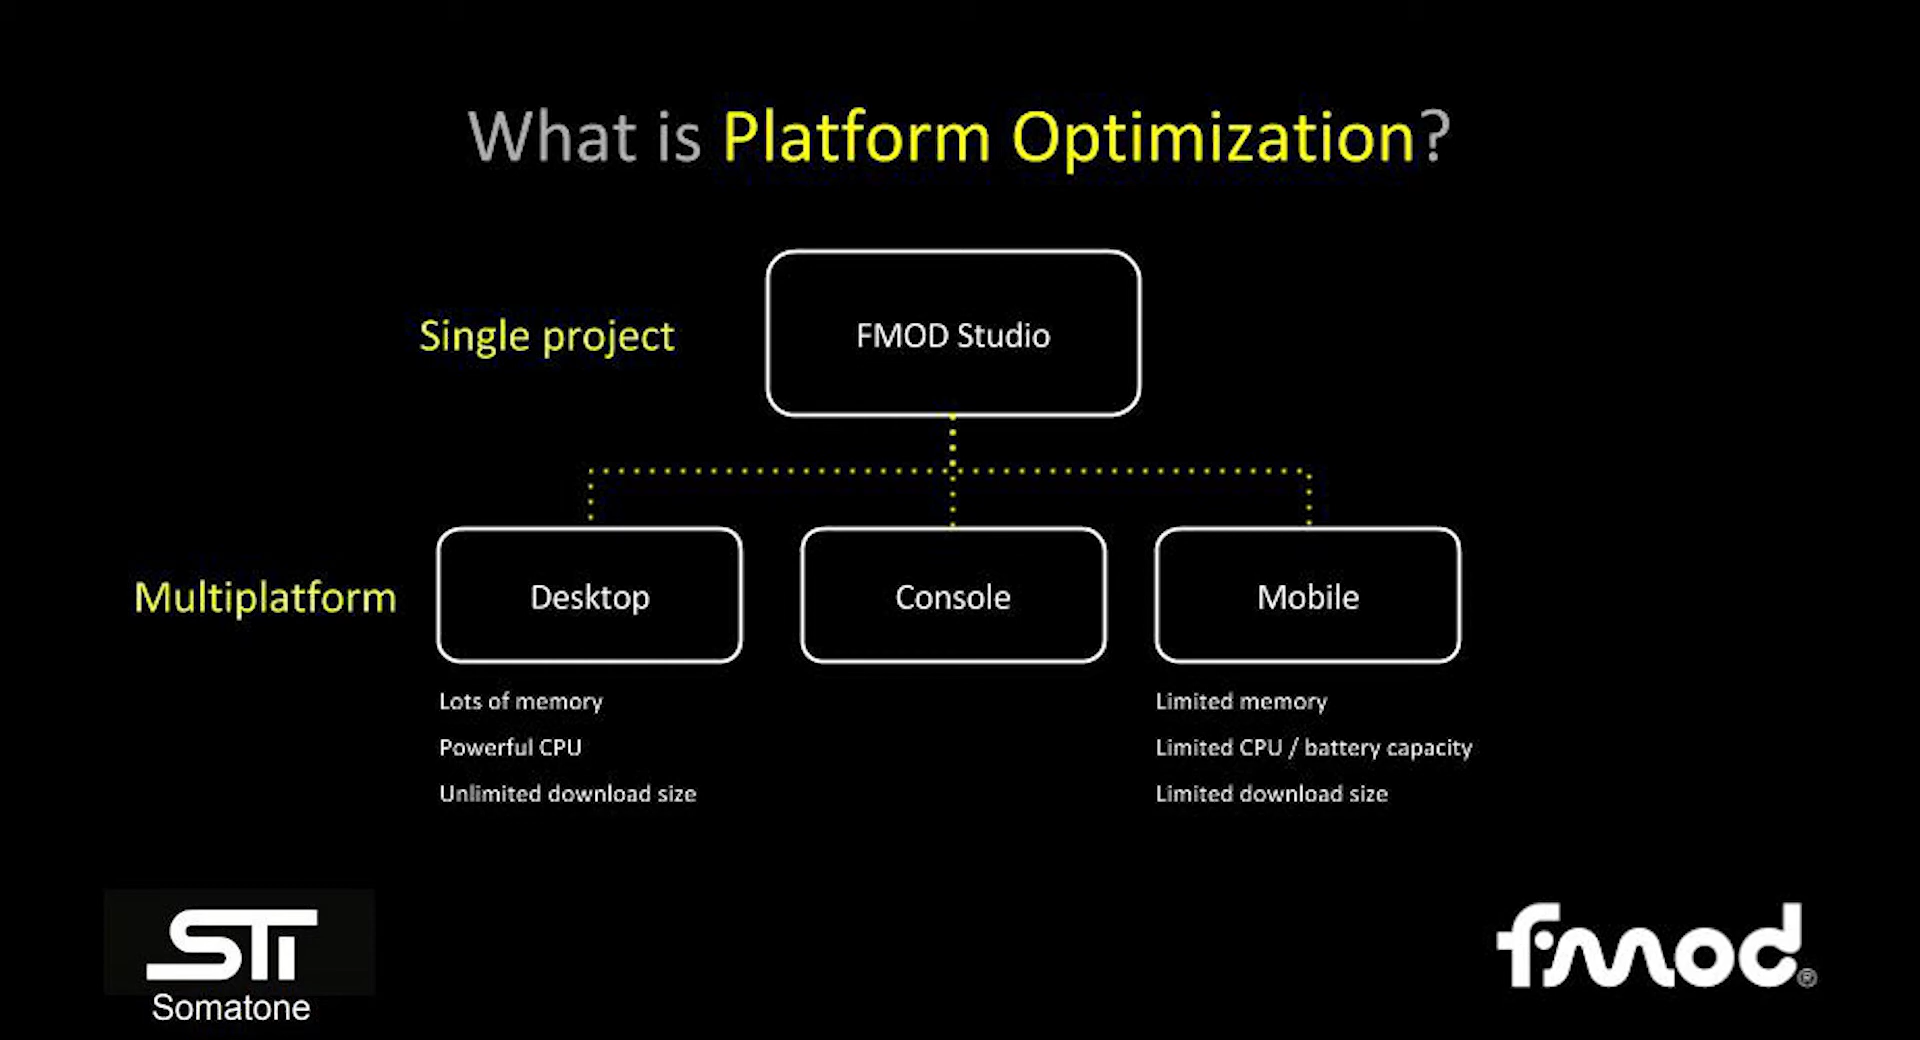 What is Platform Optimization?
Single project
FMOD Studio
Multiplatform
Desktop
Console
Mobile
Lots of memory
Powerful CPU
Unlimited download size
Limited memory
Limited CPU / battery capacity
Limited download size
STI
Somatone
fmod®